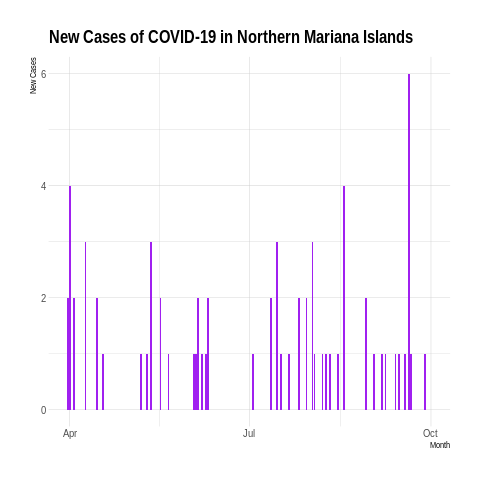 New Cases of COVID-19 in Northern Mariana Islands
New Cases
6
4
2
0
Apr
Jul
Oct
Month